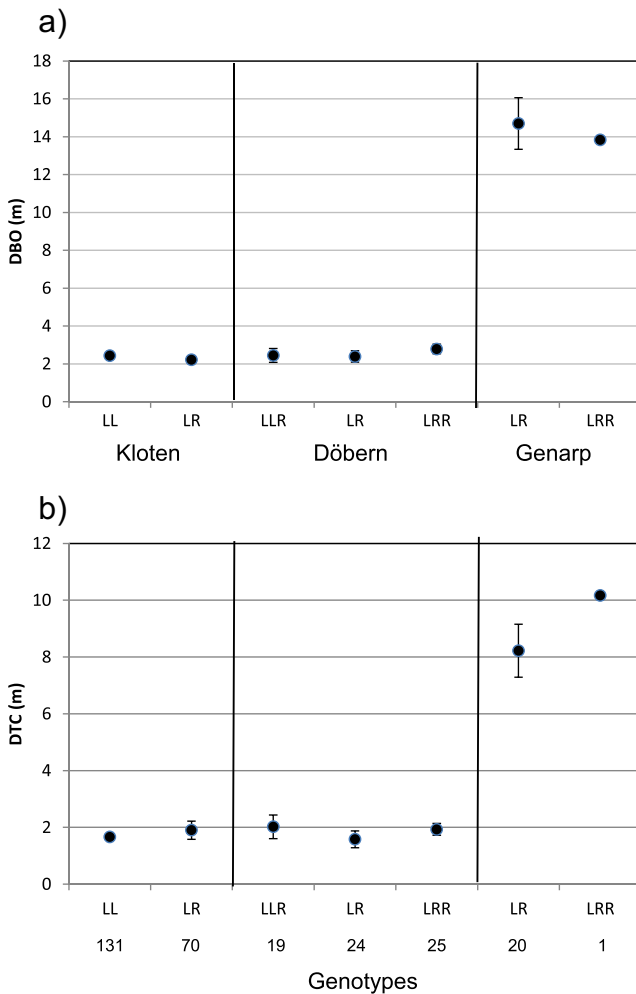 a)
18
16
14
12
10
8
6
4
2
0
DBO (m)
LL LR LLR LR LRR LR LRR
Kloten Döbern Genarp
b)
12
10
8
6
4
2
0
DTC (m)
LL LR LLR LR LRR LR LRR
131 70 19 24 25 20 1
Genotypes